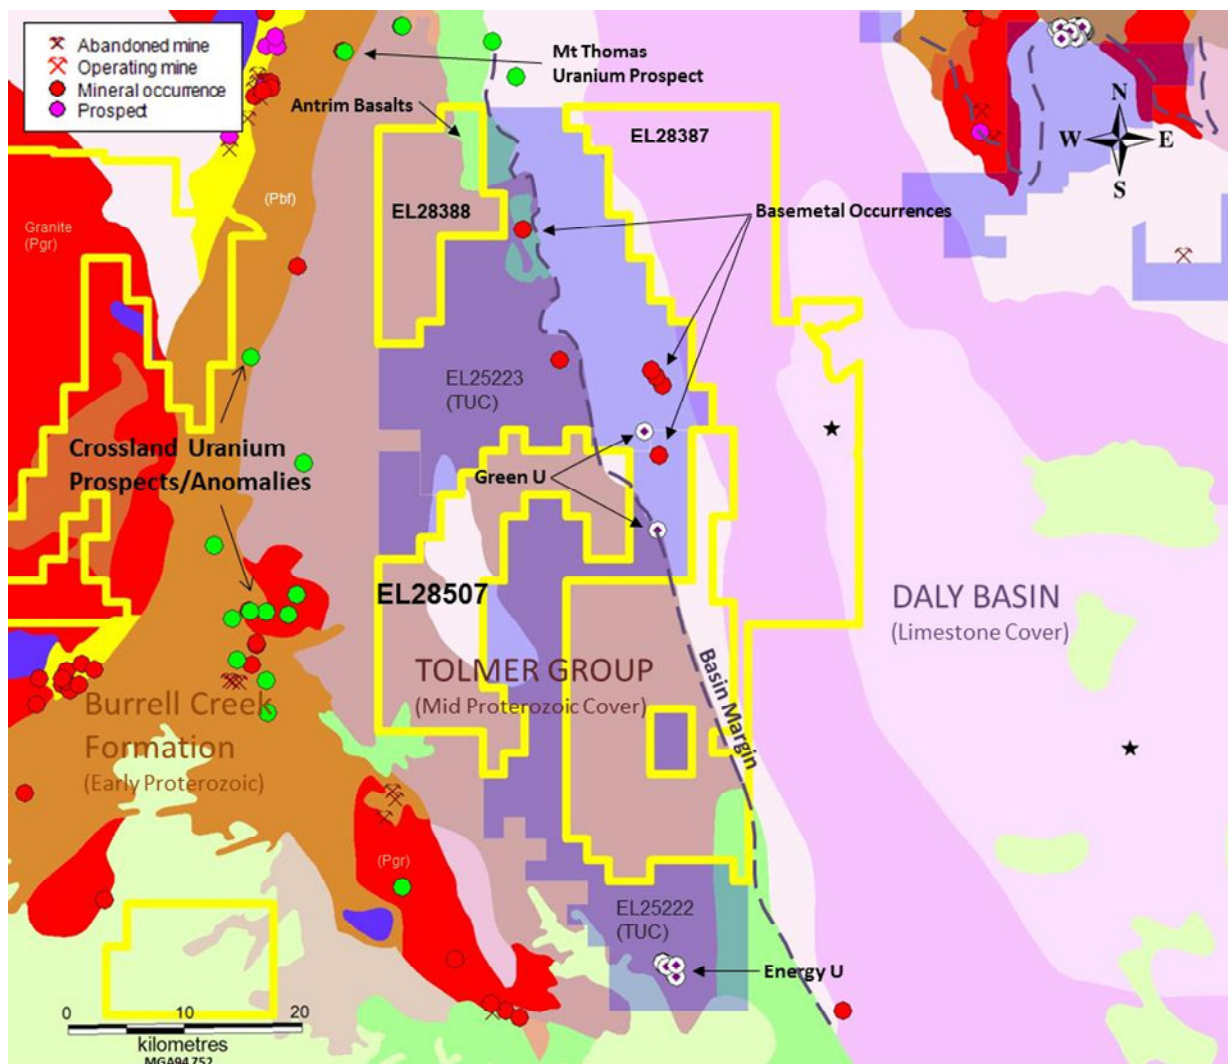 Abandoned mine
Operating mine
Mineral occurrence
Prospect
Mt Thomas
Uranium Prospect
Antrim Basalts
EL28387
N
W E
S
(Pbf)
EL28388
Basemetal Occurrences
Granite
(Pgr)
EL25223
(TUC)
Crossland Uranium
Prospects/Anomalies
Green U
EL28507
DALY BASIN
(Limestone Cover)
TOLMER GROUP
(Mid Proterozoic Cover)
Basin Margin
Burrell Creek
Formation
(Early Proterozoic)
(Pgr)
EL25222
(TUC)
Energy U
0 10 20
kilometres
MGA94 Z52